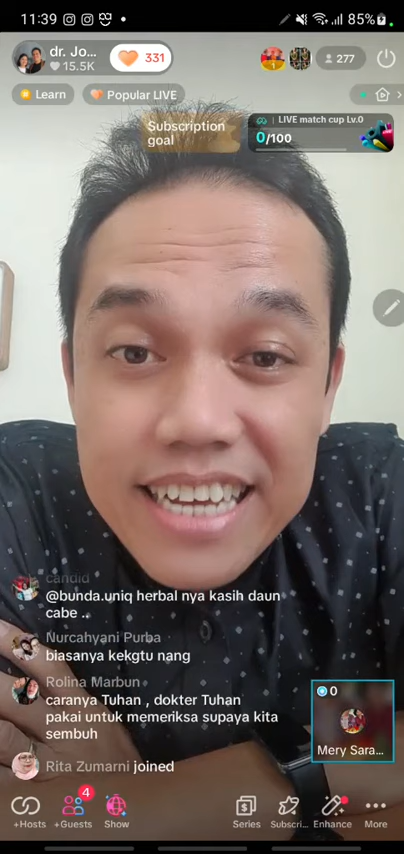 11:39
85%
dr. Jo...
15.5K
331
277
Learn
Popular LIVE
Subscription
goal
LIVE match cup Lv.0
0/100
candid
@bunda.uniq herbal nya kasih daun
cabe ..
Nurcahyani Purba
biasanya kekgtu nang
Rolina Marbun
caranya Tuhan , dokter Tuhan
pakai untuk memeriksa supaya kita
sembuh
0
Mery Sara...
Rita Zumarni joined
4
+Hosts
+Guests
Show
Series
Subscri...
Enhance
More